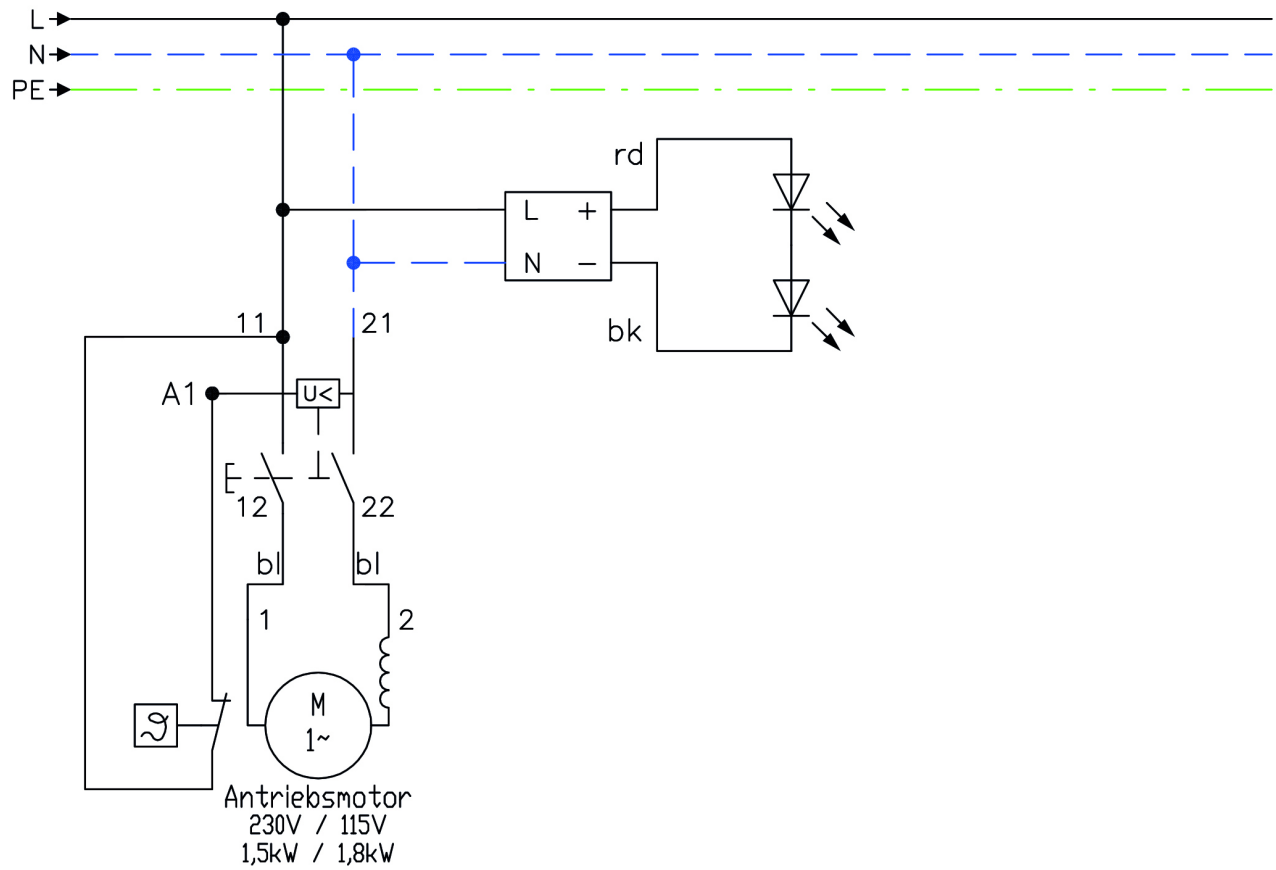 L
N
PE
rd
L +
N −
bk
11
21
A1
U<
12
22
bl
bl
1
2
M
1~
ϑ
Antriebsmotor
230V / 115V
1,5kW / 1,8kW